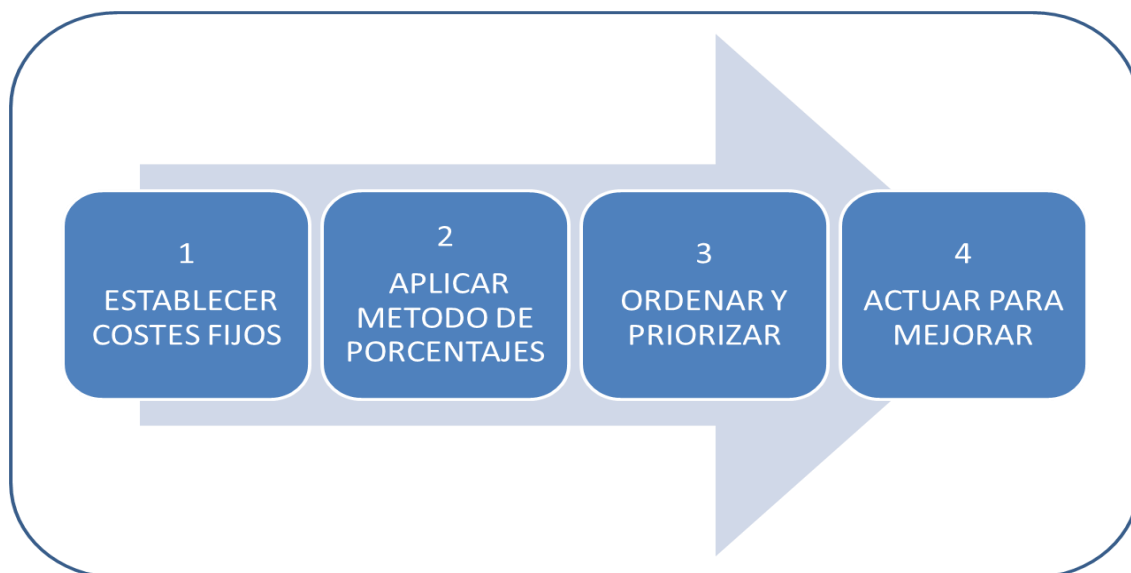 1
ESTABLECER
COSTES FIJOS
2
APLICAR
METODO DE
PORCENTAJES
3
ORDENAR Y
PRIORIZAR
4
ACTUAR PARA
MEJORAR